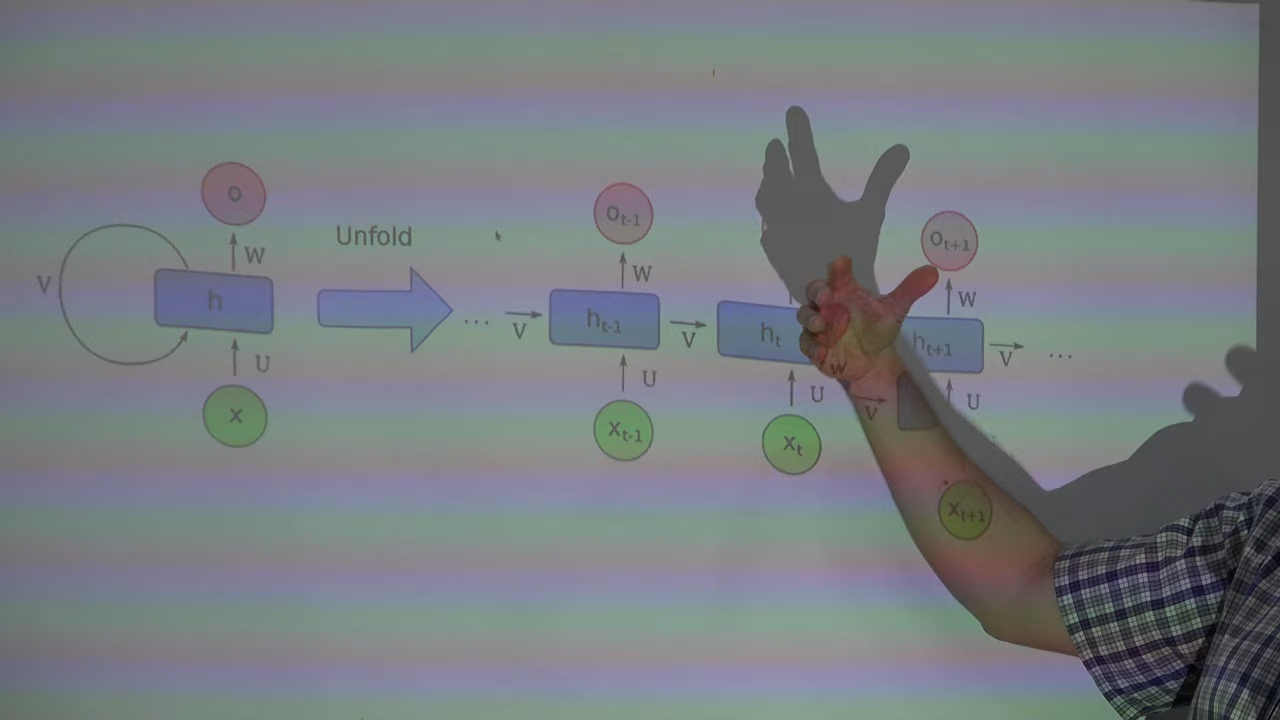 o
W
V
h
U
x
Unfold
...
V
o_{t-1}
W
h_{t-1}
V
U
x_{t-1}
h_t
U
x_t
W
V
o_{t+1}
W
h_{t+1}
V
...
U
x_{t+1}